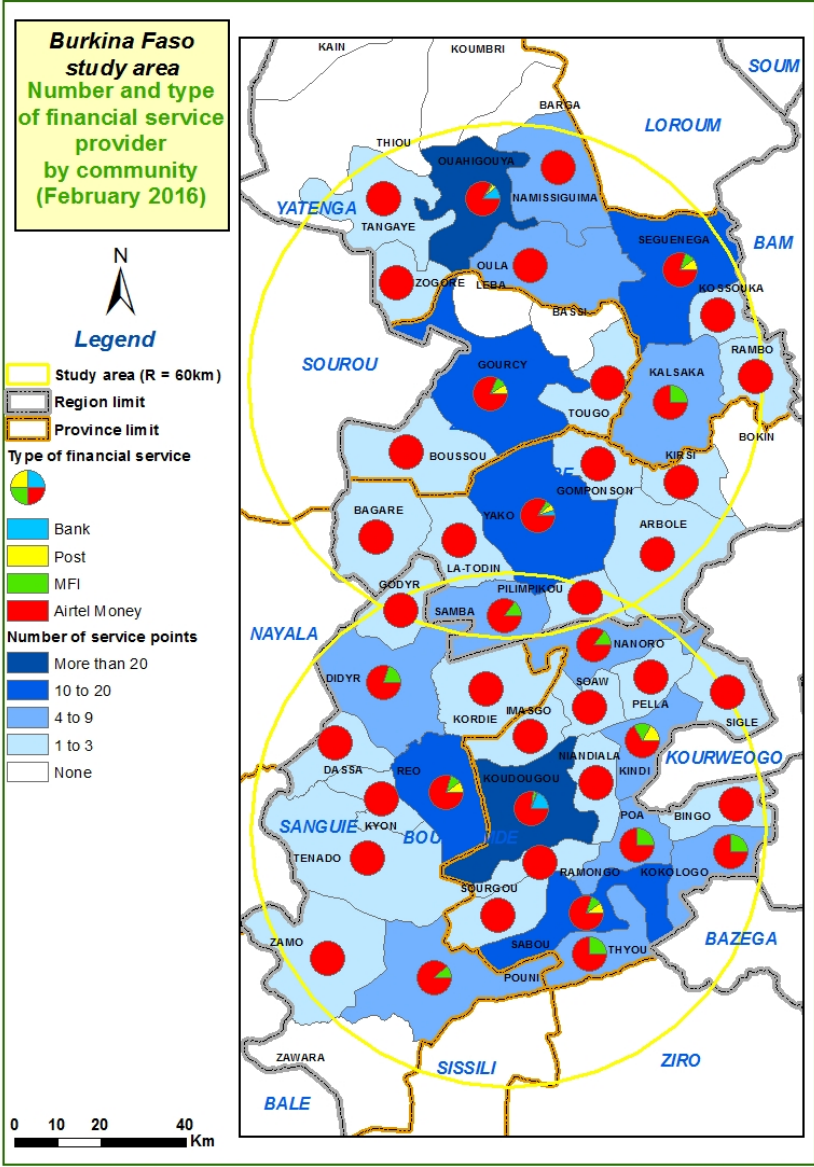 Burkina Faso
study area
Number and type
of financial service
provider
by community
(February 2016)
N
Legend
Study area (R = 60km)
Region limit
Province limit
Type of financial service
Bank
Post
MFI
Airtel Money
Number of service points
More than 20
10 to 20
4 to 9
1 to 3
None
0 10 20 40
Km
KAIN
KOUMBRI
SOUM
BARGA
LOROUM
THIOU
OUAHIGOUYA
NAMISSIGUIMA
YATENGA
TANGAYE
SEGUENEGA
BAM
OULA
ZOGORE
LEBA
KOSSOUKA
BASSI
RAMBO
SOUROU
GOURCY
KALSAKA
TOUGO
BOKIN
BOUSSOU
KIRSI
GOMPONSON
BAGARE
YAKO
ARBOLE
LA-TODIN
GODYR
PILIMPIKOU
SAMBA
NAYALA
NANORO
DIDYR
SOAW
PELLA
KORDIE
IMASGO
SIGLE
KOURWEOGO
DASSA
REO
NIANDIALA
KINDI
KOUDOUGOU
BINGO
POA
SANGUIE
KYON
BOU
DE
TENADO
RAMONGO
KOKOLOGO
SOURGOU
ZAMO
SABOU
THYOU
BAZEGA
POUNI
ZAWARA
SISSILI
ZIRO
BALE